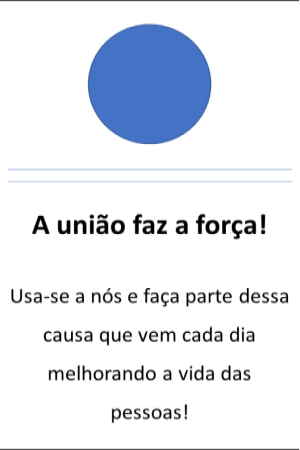 A união faz a força!
Usa-se a nós e faça parte dessa
causa que vem cada dia
melhorando a vida das
pessoas!